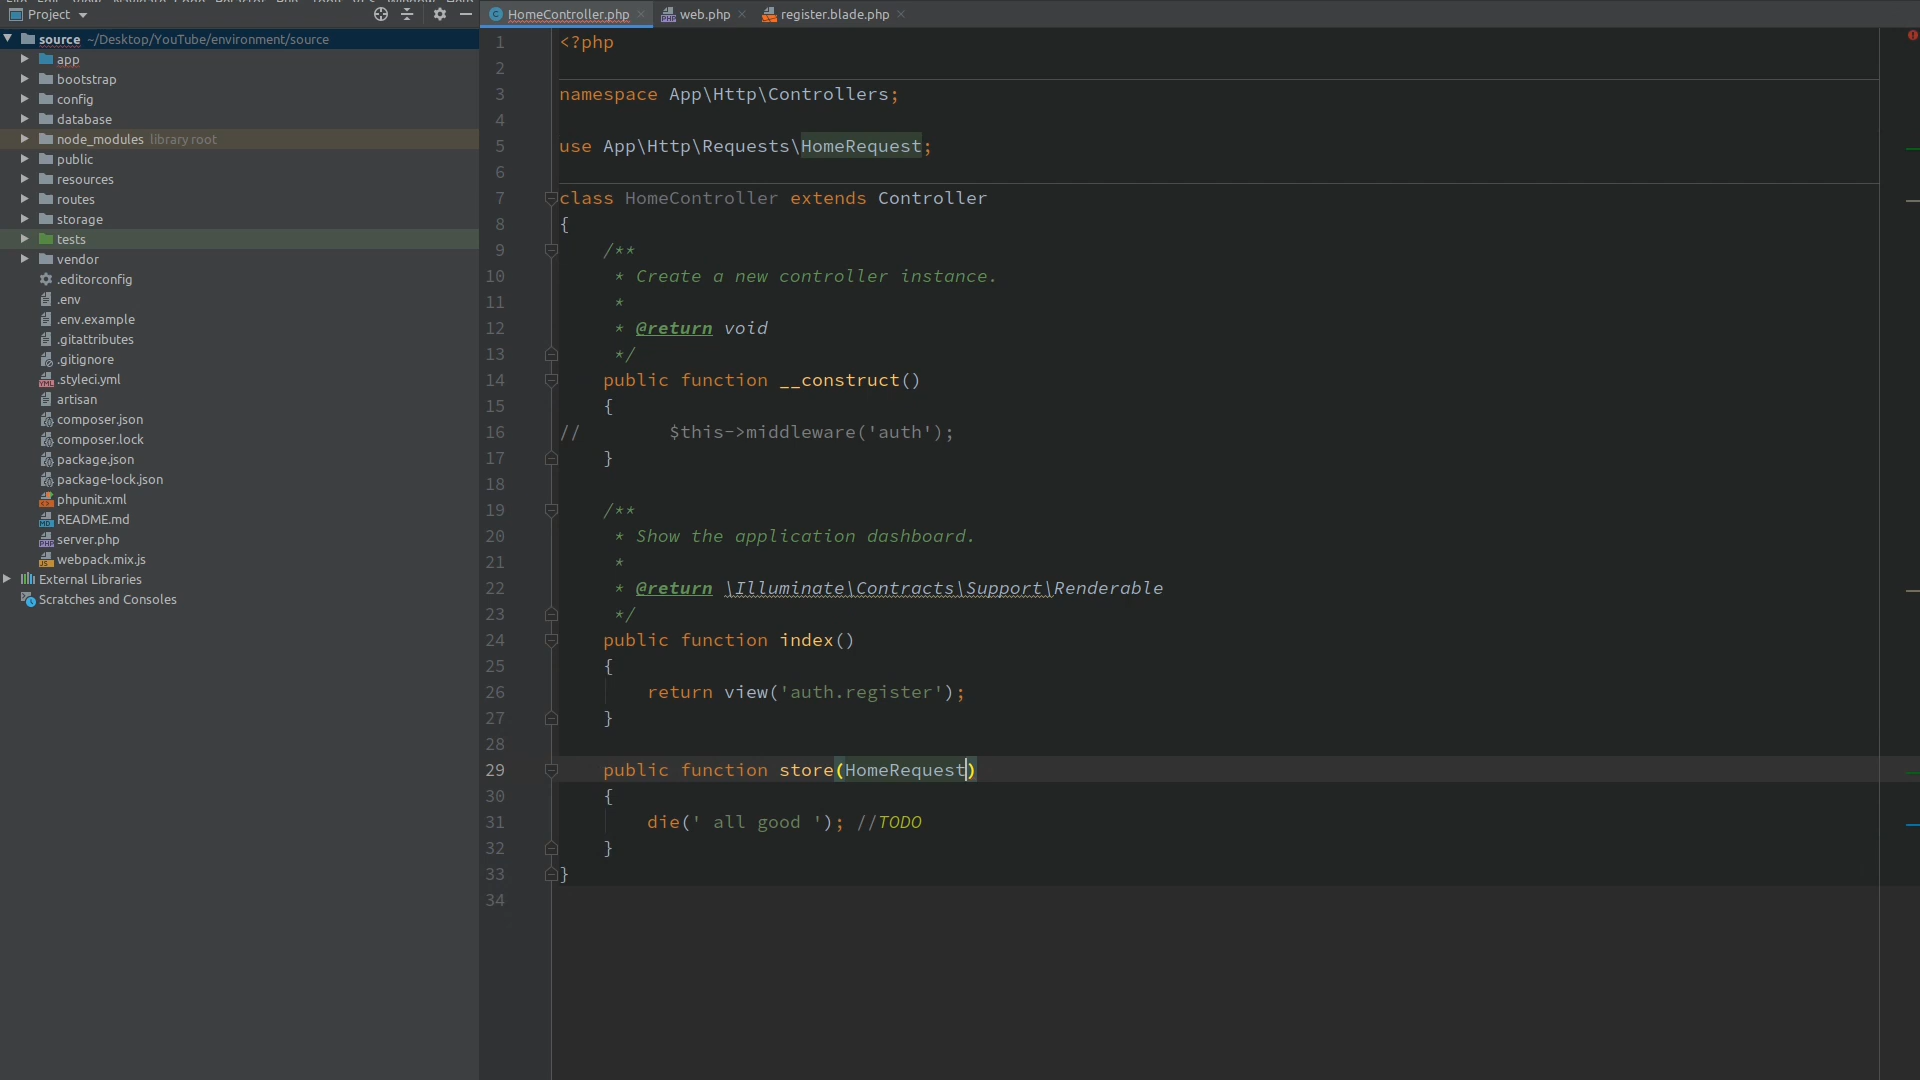 Project
source ~/Desktop/YouTube/environment/source
app
bootstrap
config
database
node_modules library root
public
resources
routes
storage
tests
vendor
.editorconfig
.env
.env.example
.gitattributes
.gitignore
.styleci.yml
artisan
composer.json
composer.lock
package.json
package-lock.json
phpunit.xml
README.md
server.php
webpack.mix.js
External Libraries
Scratches and Consoles
HomeController.php web.php register.blade.php
1 <?php
2
3 namespace App\Http\Controllers;
4
5 use App\Http\Requests\HomeRequest;
6
7 class HomeController extends Controller
8 {
9 /**
10 * Create a new controller instance.
11 *
12 * @return void
13 */
14 public function __construct()
15 {
16 // $this->middleware('auth');
17 }
18
19 /**
20 * Show the application dashboard.
21 *
22 * @return \Illuminate\Contracts\Support\Renderable
23 */
24 public function index()
25 {
26 return view('auth.register');
27 }
28
29 public function store(HomeRequest)
30 {
31 die(' all good '); //TODO
32 }
33 }
34